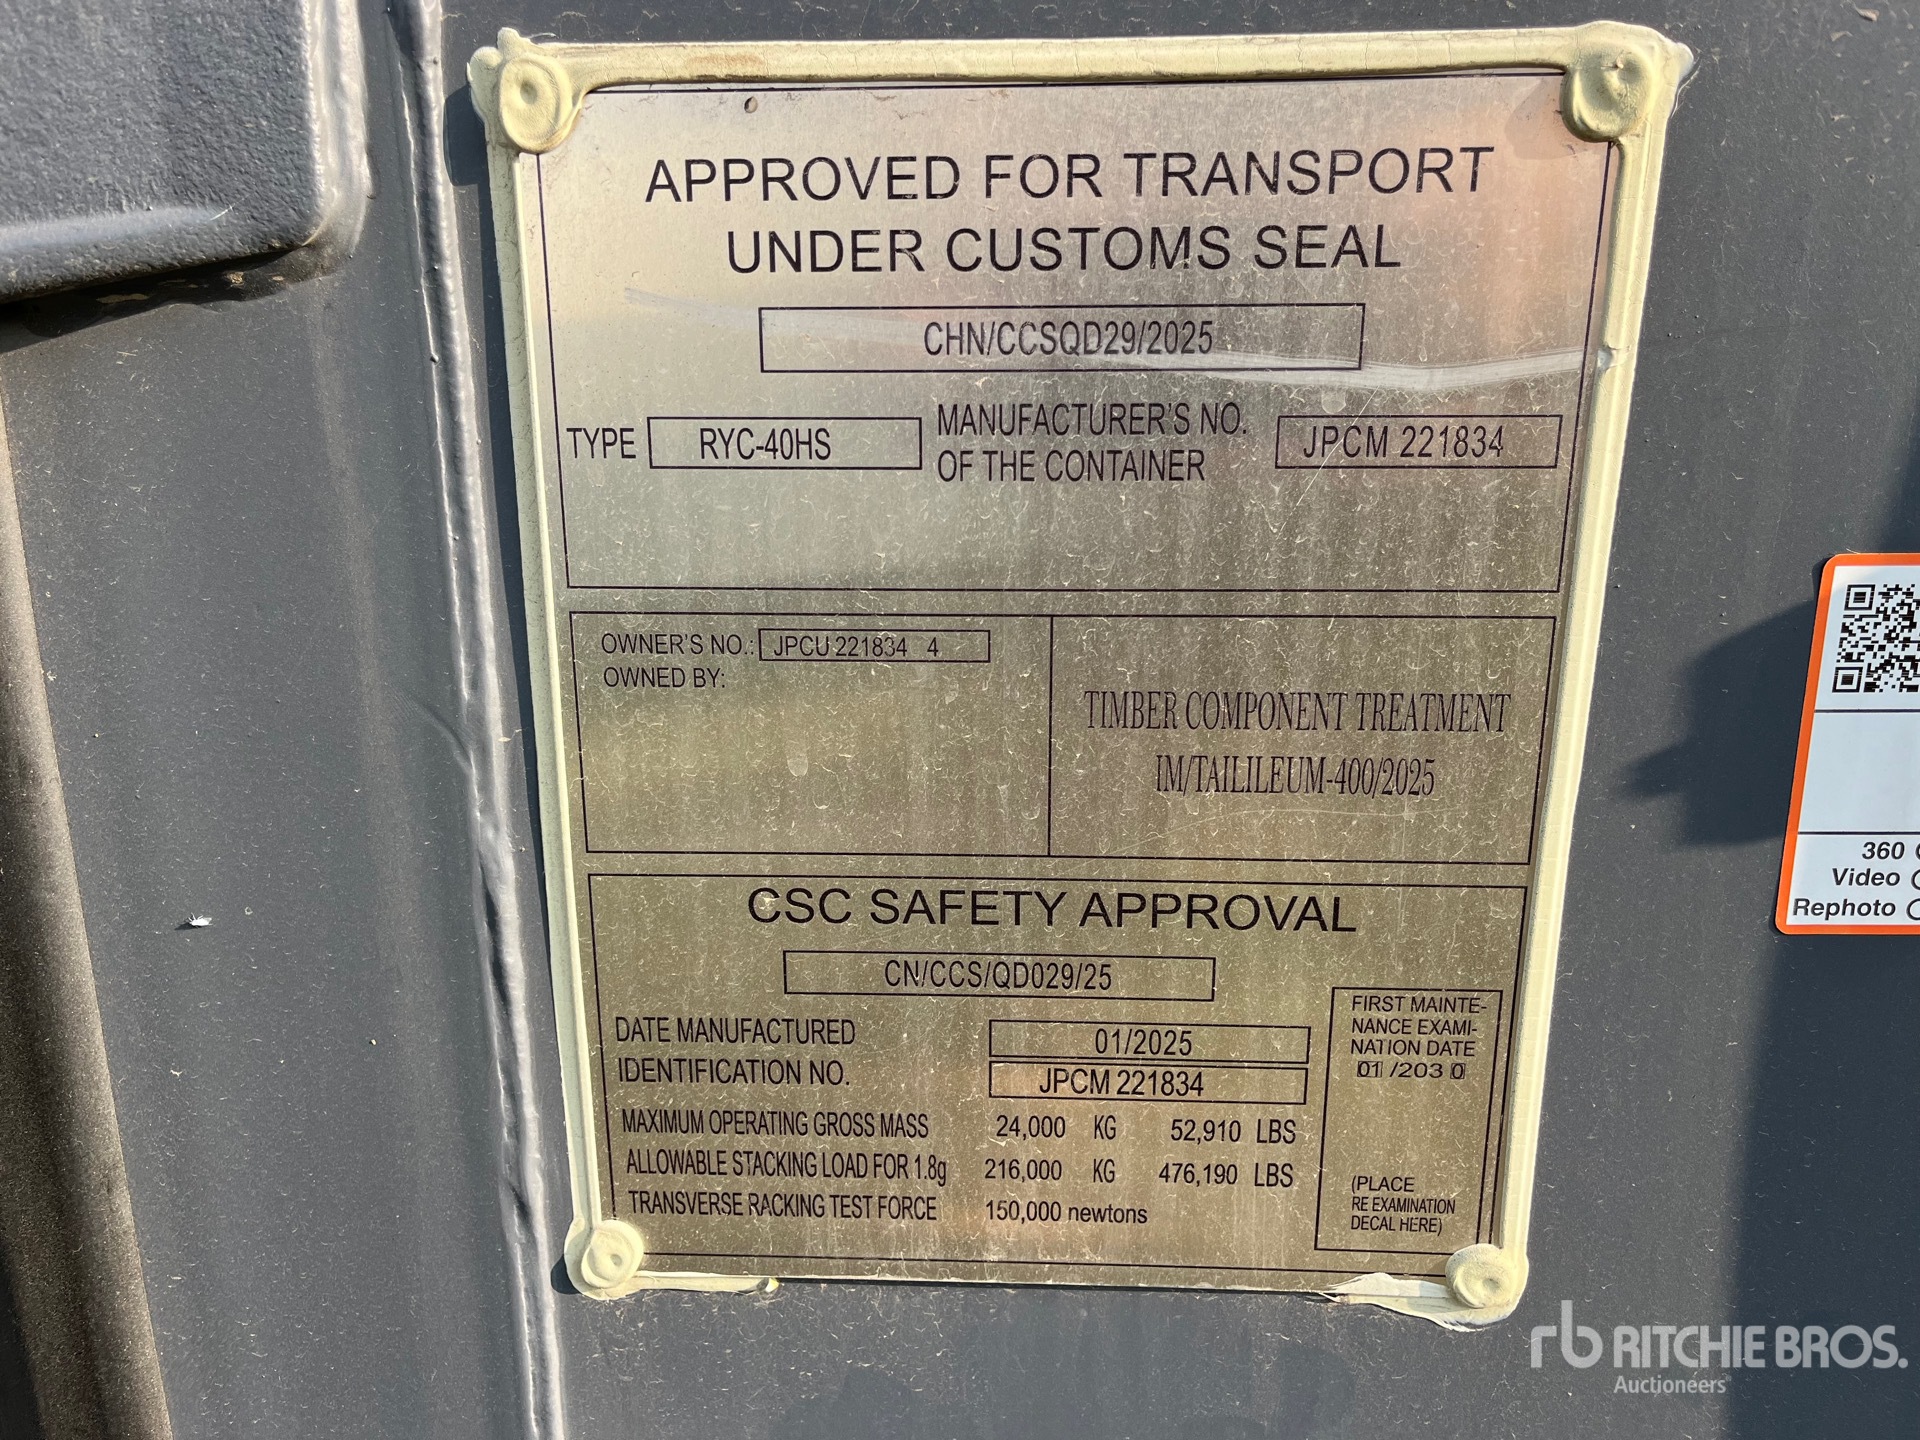 APPROVED FOR TRANSPORT
UNDER CUSTOMS SEAL
CHN/CCSQD29/2025
TYPE RYC-40HS MANUFACTURER'S NO. OF THE CONTAINER JPCM 221834
OWNER'S NO.: JPCU 221834 4
OWNED BY:
TIMBER COMPONENT TREATMENT
IM/TAILILEUM-400/2025
CSC SAFETY APPROVAL
CN/CCS/QD029/25
DATE MANUFACTURED 01/2025
IDENTIFICATION NO. JPCM 221834
MAXIMUM OPERATING GROSS MASS 24,000 KG 52,910 LBS
ALLOWABLE STACKING LOAD FOR 1.8g 216,000 KG 476,190 LBS
TRANSVERSE RACKING TEST FORCE 150,000 newtons
FIRST MAINTE-
NANCE EXAMI-
NATION DATE
01 /203 0
(PLACE
RE EXAMINATION
DECAL HERE)
360
Video
Rephoto
rb RITCHIE BROS.
Auctioneers